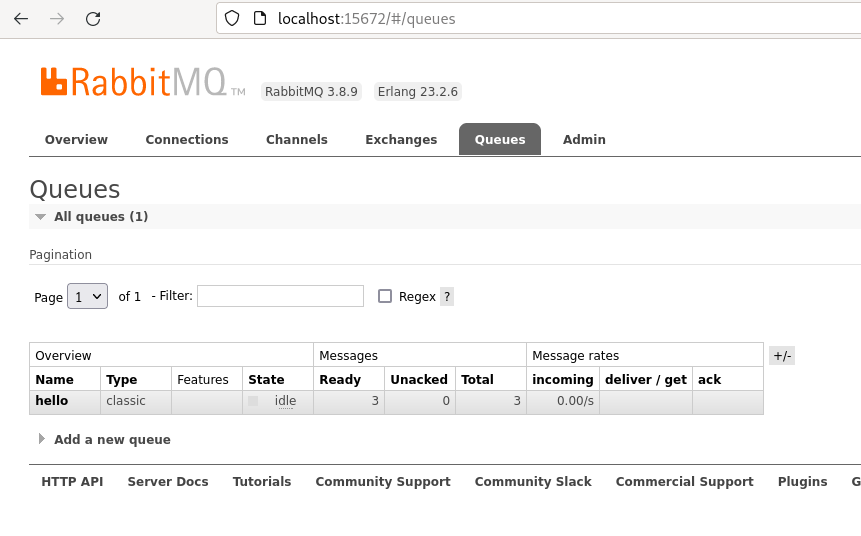 localhost:15672/#/queues
RabbitMQ TM RabbitMQ 3.8.9 Erlang 23.2.6
Overview Connections Channels Exchanges Queues Admin
Queues
All queues (1)
Pagination
Page 1 of 1 - Filter: Regex ?
Overview Messages Message rates +/-
Name Type Features State Ready Unacked Total incoming deliver / get ack
hello classic idle 3 0 3 0.00/s
Add a new queue
HTTP API Server Docs Tutorials Community Support Community Slack Commercial Support Plugins G